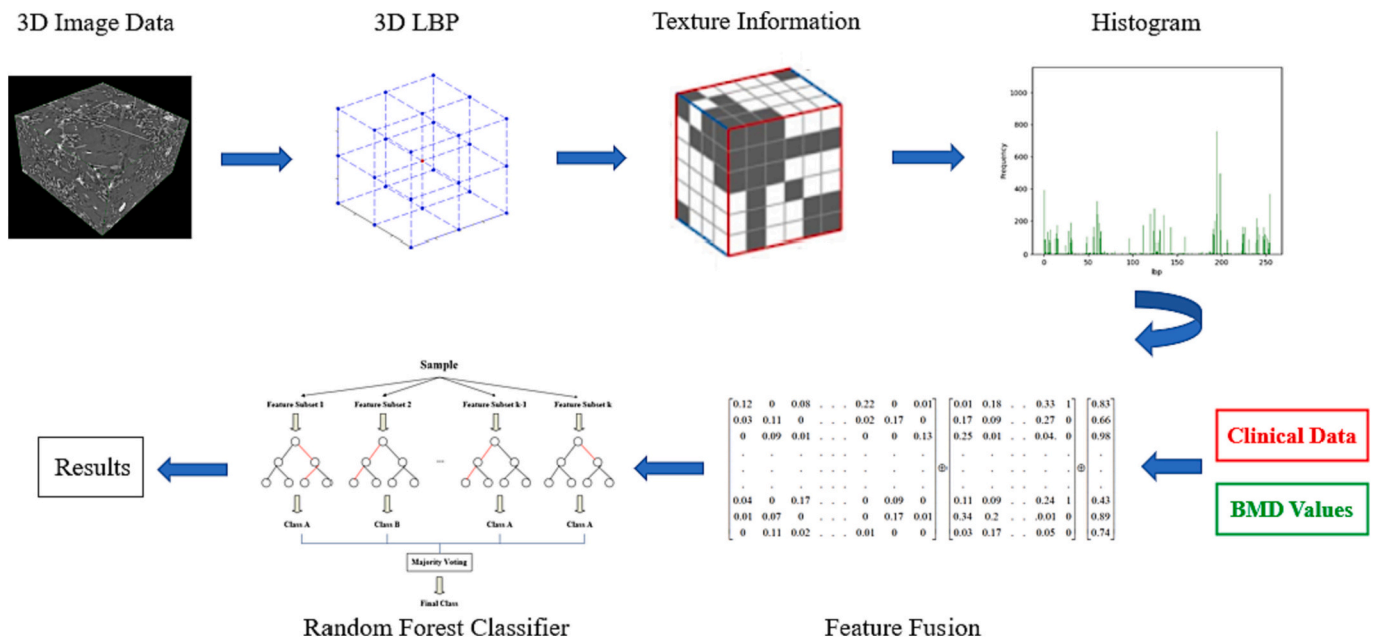 3D Image Data
3D LBP
Texture Information
Histogram
1000
800
600
400
200
0
Frequency
0 50 100 150 200 250
lbp
Sample
Feature Subset 1 Feature Subset 2 Feature Subset k-1 Feature Subset k
...
Class A Class B Class A Class A
Majority Voting
Final Class
Random Forest Classifier
Results
0.12 0 0.08 . . . 0.22 0 0.01
0.03 0.11 0 . . . 0.02 0.17 0
0 0.09 0.01 . . . 0 0 0.13
. . . . . .
. . . . . .
. . . . . .
0.04 0 0.17 . . . 0 0.09 0
0.01 0.07 0 . . . 0 0.17 0.01
0 0.11 0.02 . . . 0.01 0 0
⊕
0.01 0.18 . . 0.33 1
0.17 0.09 . . 0.27 0
0.25 0.01 . . 0.04. 0
. . . . .
. . . . .
. . . . .
0.11 0.09 . . 0.24 1
0.34 0.2 . . .0.01 0
0.03 0.17 . . 0.05 0
⊕
0.83
0.66
0.98
.
.
.
0.43
0.89
0.74
Feature Fusion
Clinical Data
BMD Values